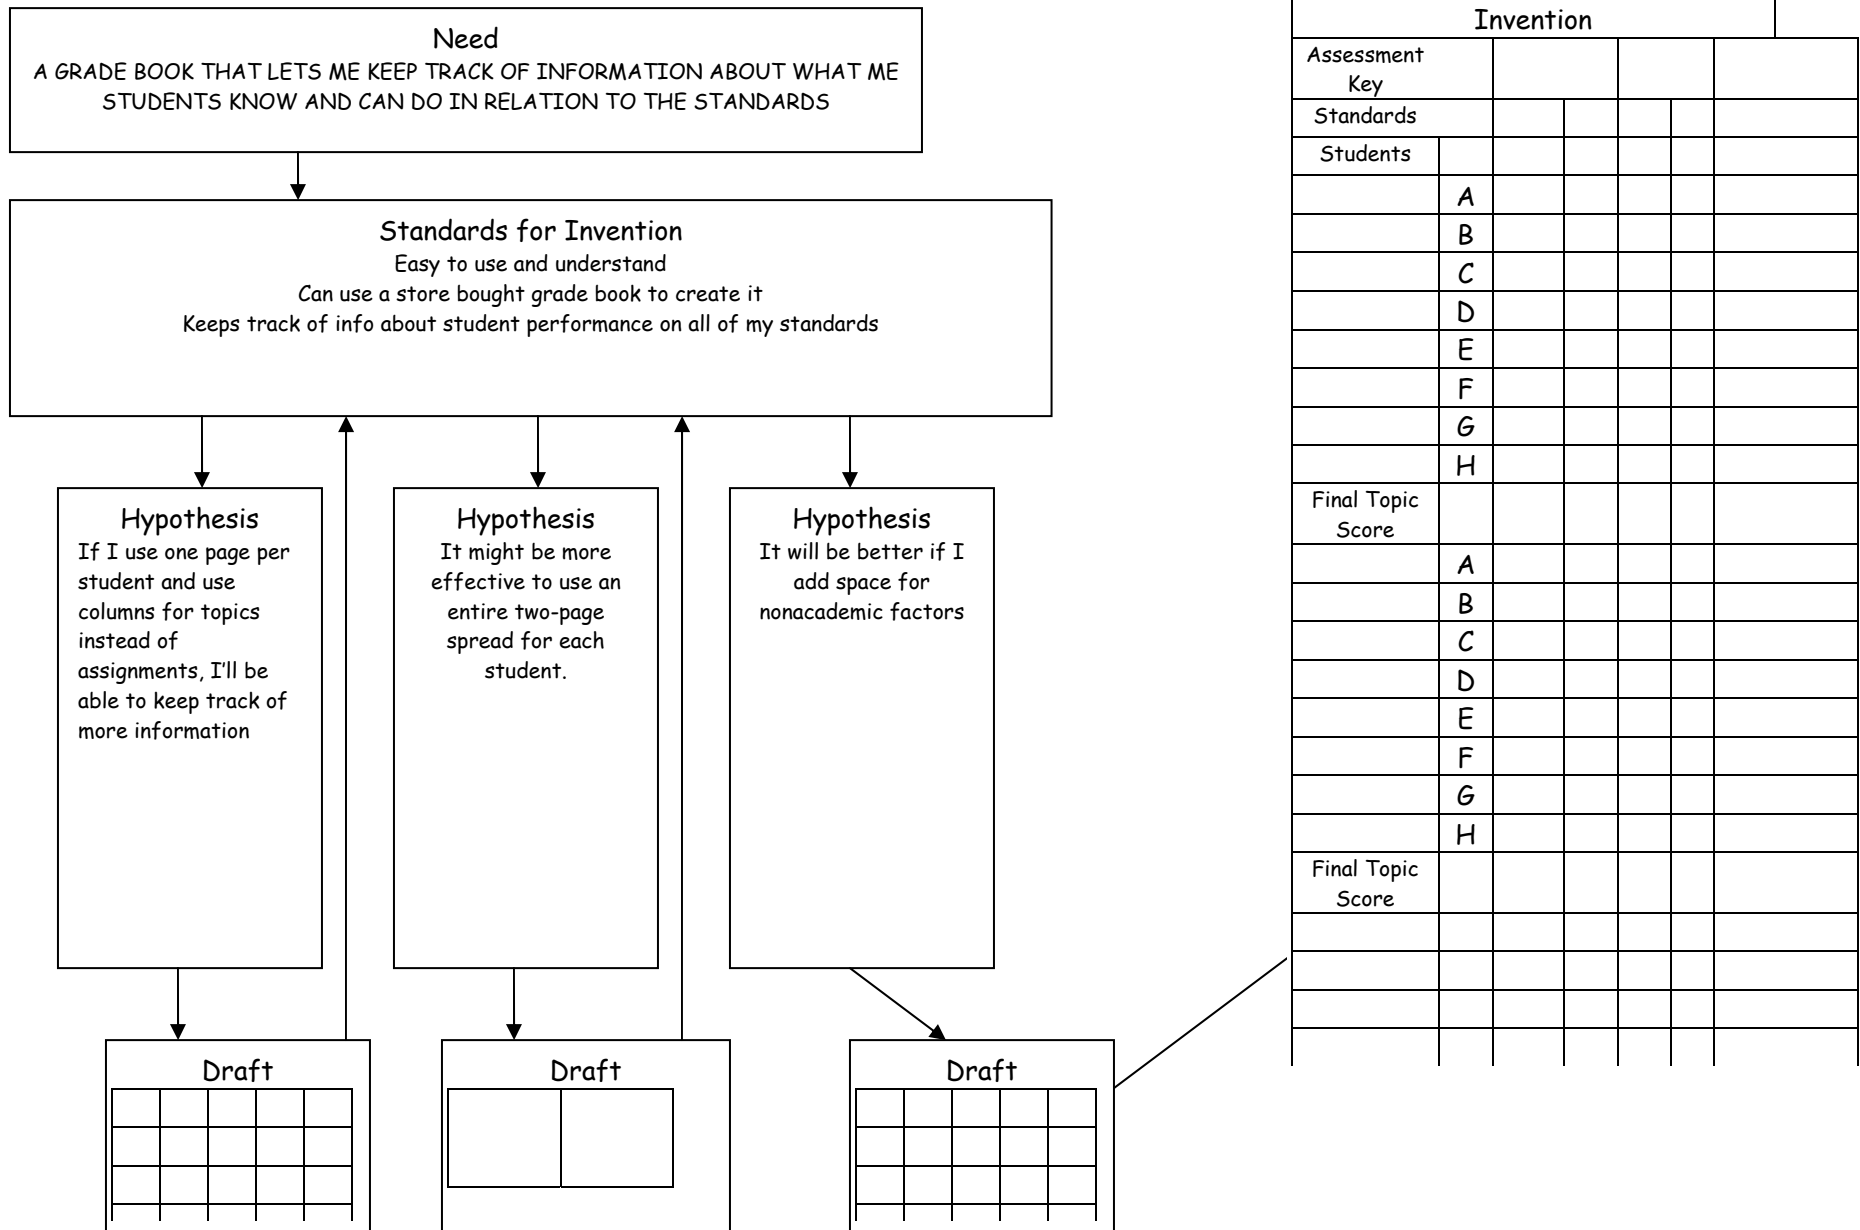 Need
A GRADE BOOK THAT LETS ME KEEP TRACK OF INFORMATION ABOUT WHAT ME
STUDENTS KNOW AND CAN DO IN RELATION TO THE STANDARDS
Standards for Invention
Easy to use and understand
Can use a store bought grade book to create it
Keeps track of info about student performance on all of my standards
Hypothesis
If I use one page per
student and use
columns for topics
instead of
assignments, I'll be
able to keep track of
more information
Hypothesis
It might be more
effective to use an
entire two-page
spread for each
student.
Hypothesis
It will be better if I
add space for
nonacademic factors
Draft
Draft
Draft
Invention
Assessment
Key
Standards
Students
A
B
C
D
E
F
G
H
Final Topic
Score
A
B
C
D
E
F
G
H
Final Topic
Score